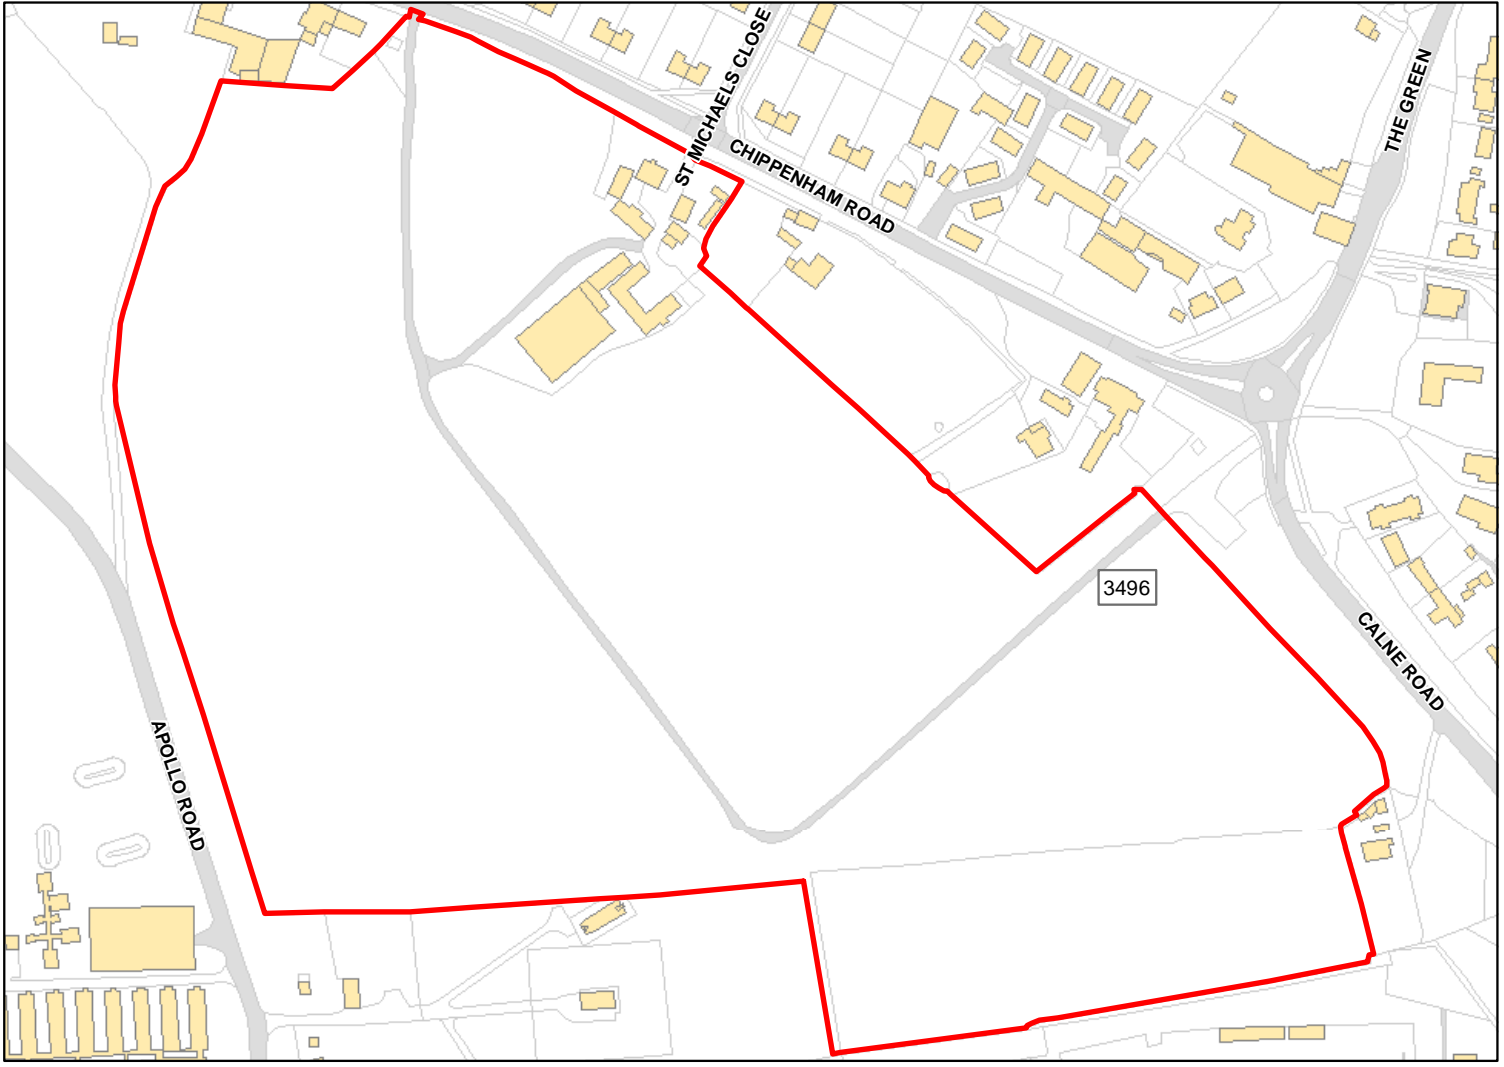 ST MICHAELS CLOSE
THE GREEN
CHIPPENHAM ROAD
3496
CALNE ROAD
APOLLO ROAD